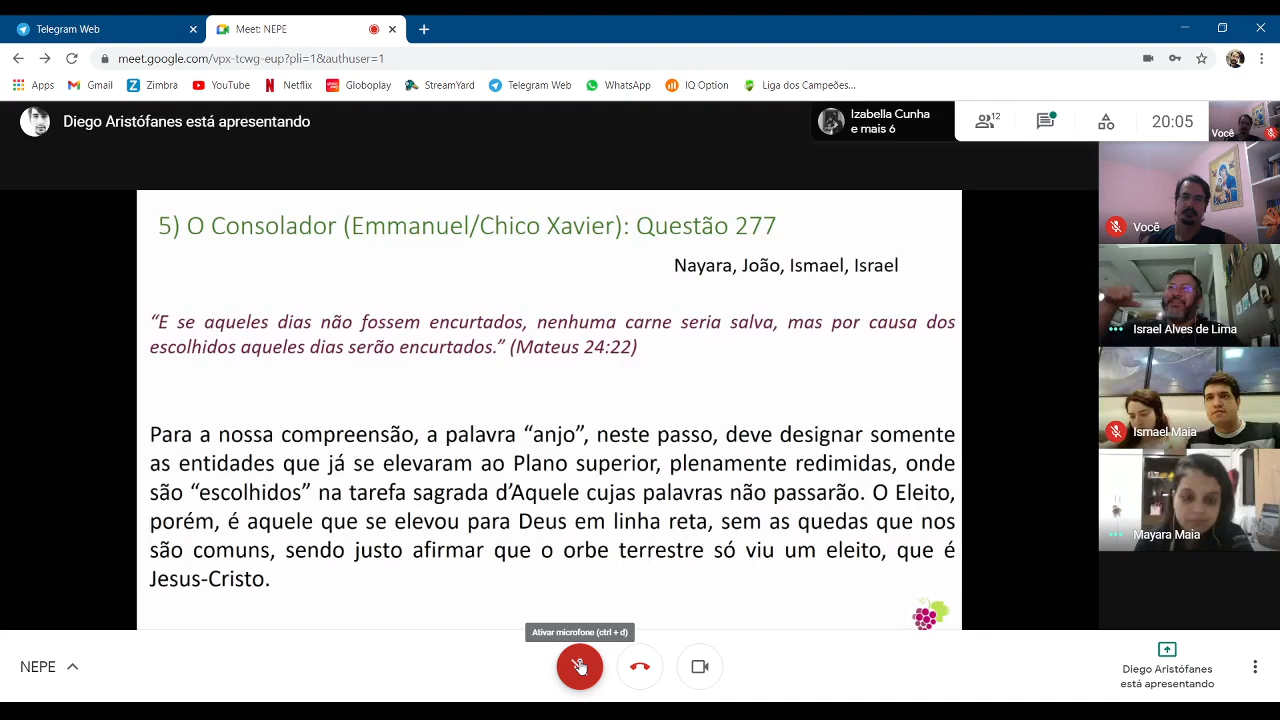 Telegram Web
Meet: NEPE
meet.google.com/vpx-tcwg-eup?pli=1&authuser=1
Apps
Gmail
Zimbra
YouTube
Netflix
Globoplay
StreamYard
Telegram Web
WhatsApp
IQ Option
Liga dos Campeões...
Diego Aristófanes está apresentando
Izabella Cunha
e mais 6
12
20:05
Você
5) O Consolador (Emmanuel/Chico Xavier): Questão 277
Nayara, João, Ismael, Israel
“E se aqueles dias não fossem encurtados, nenhuma carne seria salva, mas por causa dos
escolhidos aqueles dias serão encurtados.” (Mateus 24:22)
Para a nossa compreensão, a palavra “anjo”, neste passo, deve designar somente
as entidades que já se elevaram ao Plano superior, plenamente redimidas, onde
são “escolhidos” na tarefa sagrada d’Aquele cujas palavras não passarão. O Eleito,
porém, é aquele que se elevou para Deus em linha reta, sem as quedas que nos
são comuns, sendo justo afirmar que o orbe terrestre só viu um eleito, que é
Jesus-Cristo.
Você
Israel Alves de Lima
Ismael Maia
Mayara Maia
Ativar microfone (ctrl + d)
NEPE
Diego Aristófanes
está apresentando